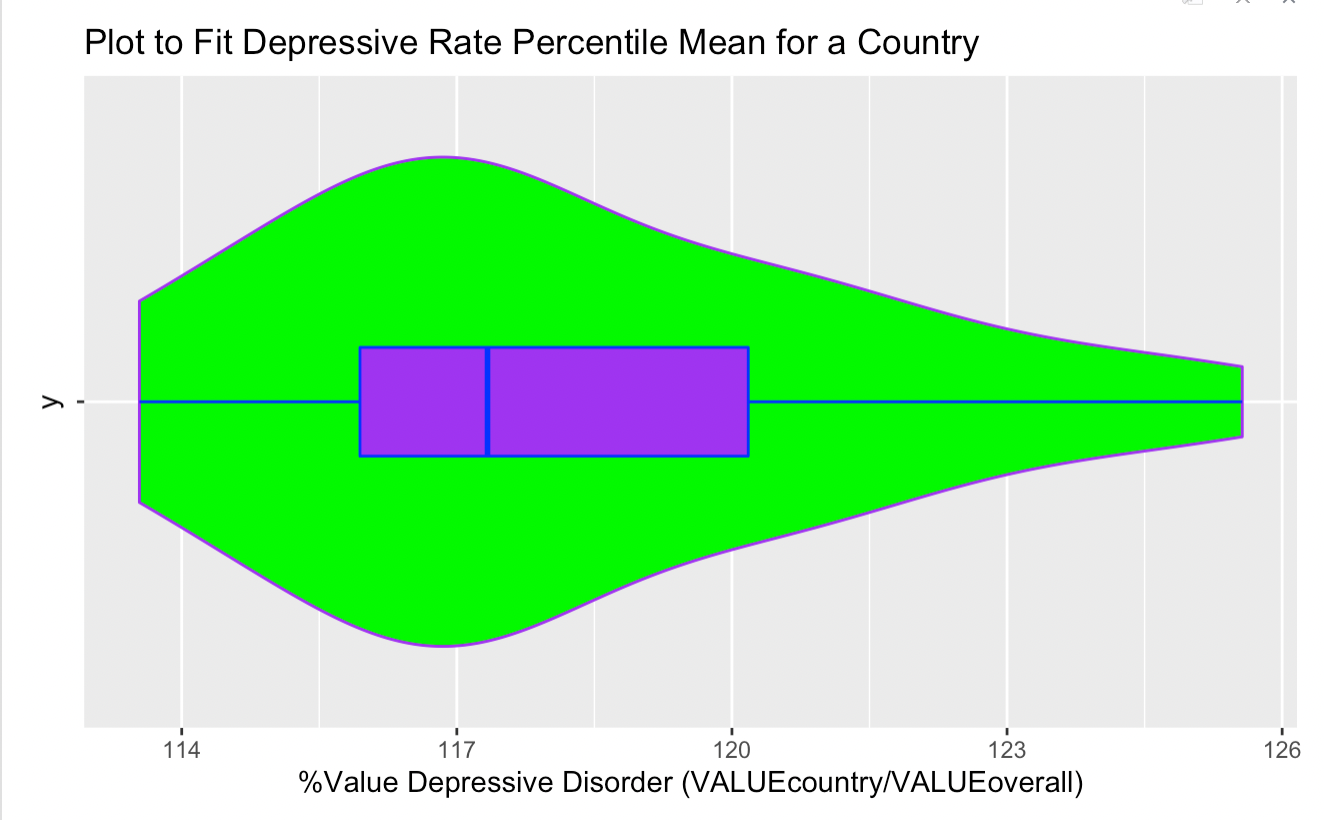 Plot to Fit Depressive Rate Percentile Mean for a Country
y
114 117 120 123 126
%Value Depressive Disorder (VALUEcountry/VALUEoverall)